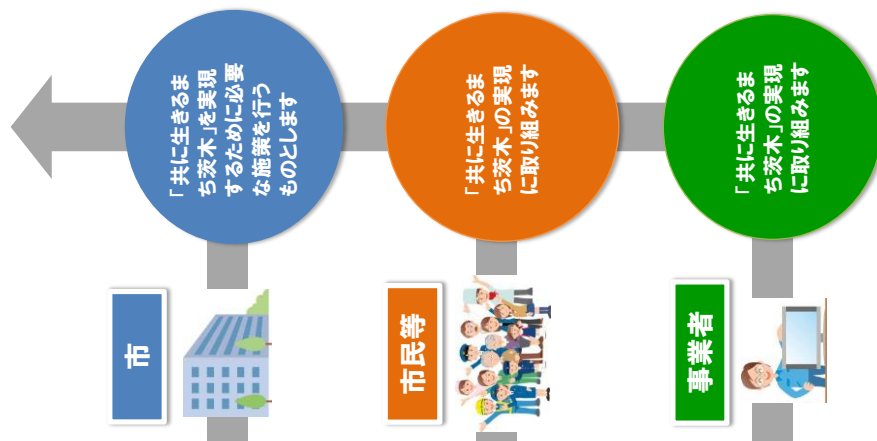 市
「共に生きるま
ち茨木」を実現
するために必要
な施策を行う
ものとします
市民等
「共に生きるま
ち茨木」の実現
に取り組みます
事業者
「共に生きるま
ち茨木」の実現
に取り組みます